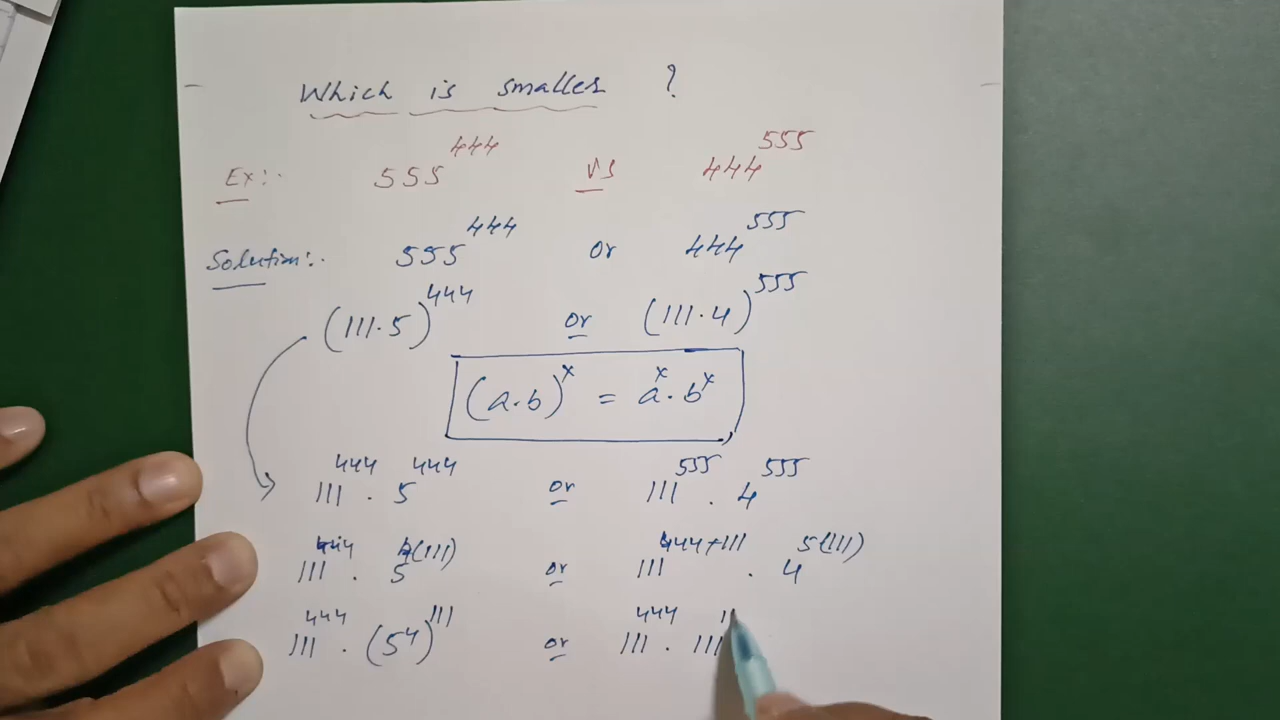 Which is smaller ?
Ex:- 555^444 VS 444^555
Solution:- 555^444 or 444^555
(111·5)^444 or (111·4)^555
(a·b)^x = a^x · b^x
111^444 · 5^444 or 111^555 · 4^555
111^444 · 5^4(111) or 111^444+111 · 4^5(111)
111^444 · (5^4)^111 or 111^444 · 111^11